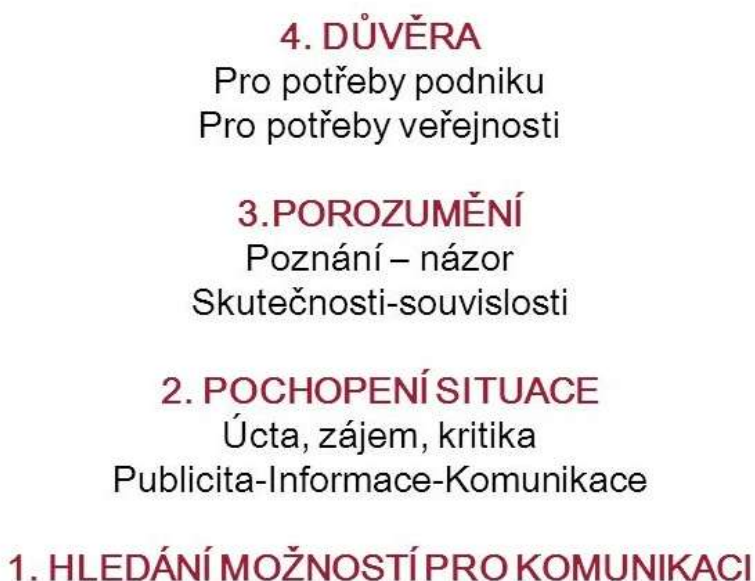 4. DŮVĚRA
Pro potřeby podniku
Pro potřeby veřejnosti
3.POROZUMĚNÍ
Poznání – názor
Skutečnosti-souvislosti
2. POCHOPENÍ SITUACE
Úcta, zájem, kritika
Publicita-Informace-Komunikace
1. HLEDÁNÍ MOŽNOSTÍ PRO KOMUNIKACI